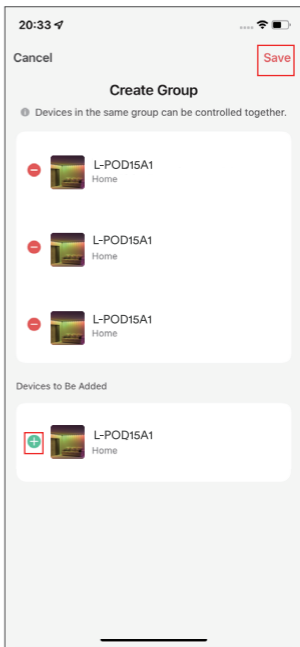 20:33
Cancel
Save
Create Group
Devices in the same group can be controlled together.
L-POD15A1
Home
L-POD15A1
Home
L-POD15A1
Home
Devices to Be Added
L-POD15A1
Home